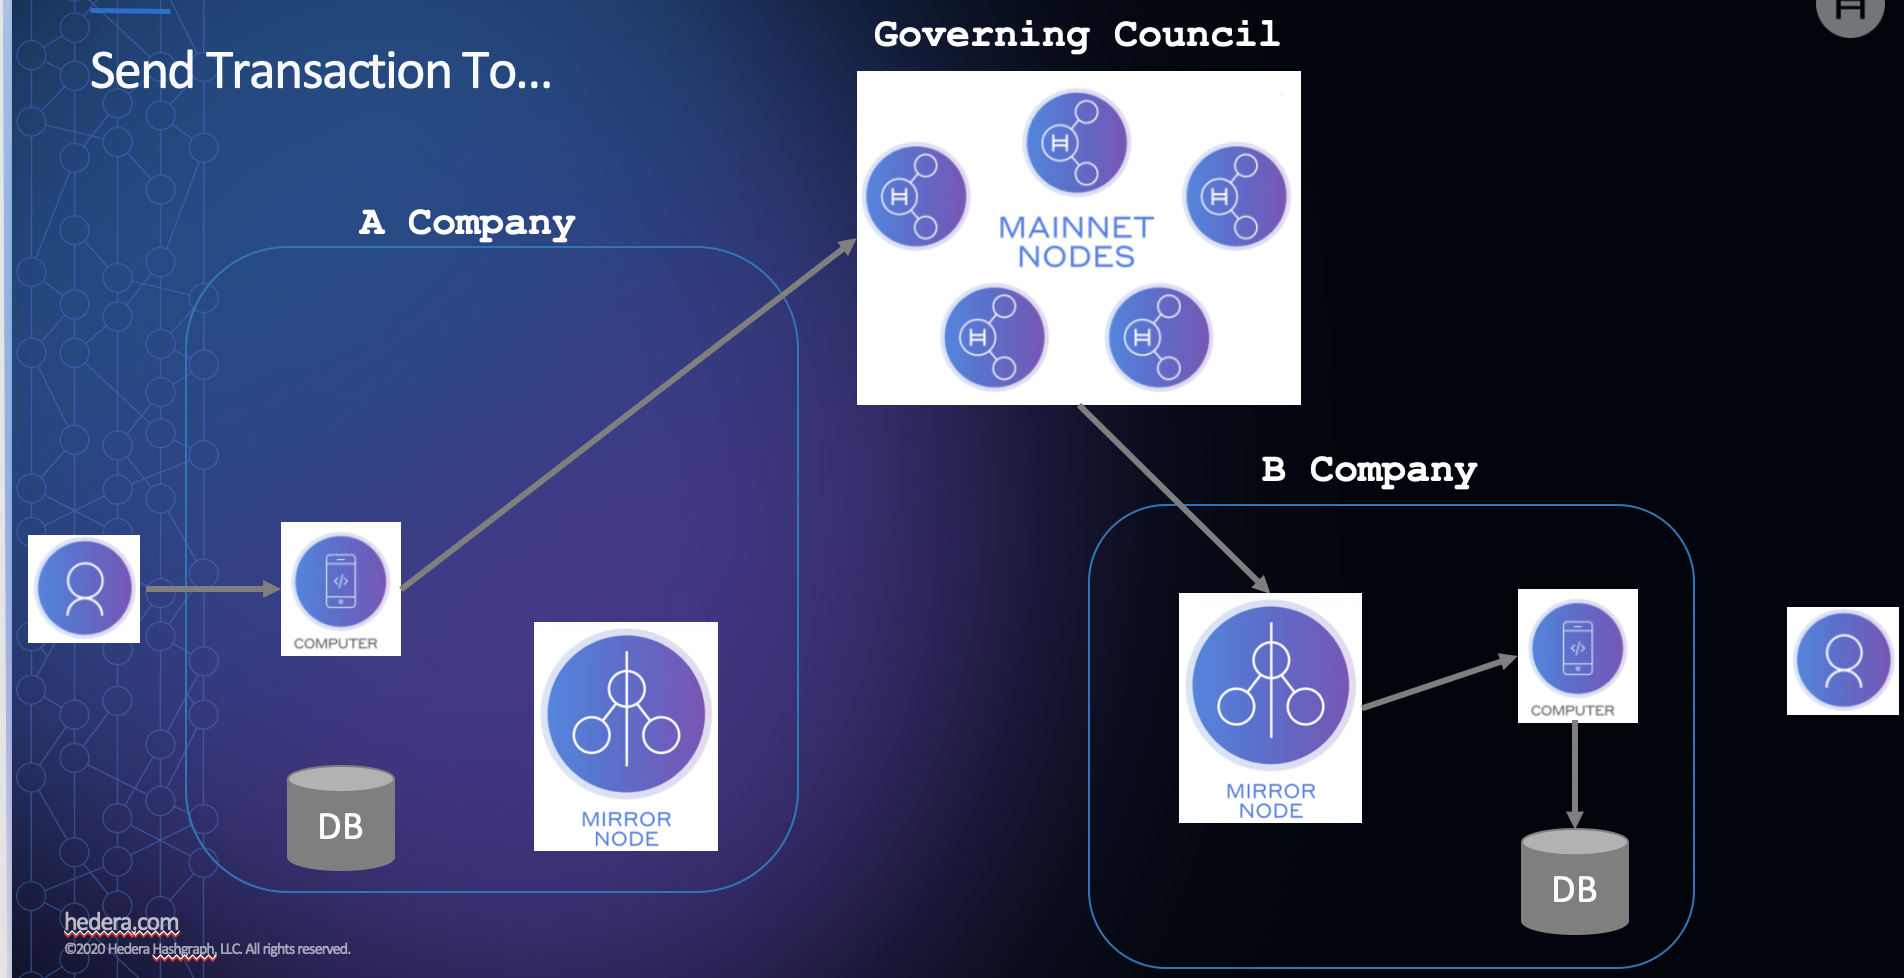 Send Transaction To...
Governing Council
MAINNET
NODES
A Company
COMPUTER
MIRROR
NODE
DB
B Company
MIRROR
NODE
COMPUTER
DB
hedera.com
©2020 Hedera Hashgraph, LLC. All rights reserved.